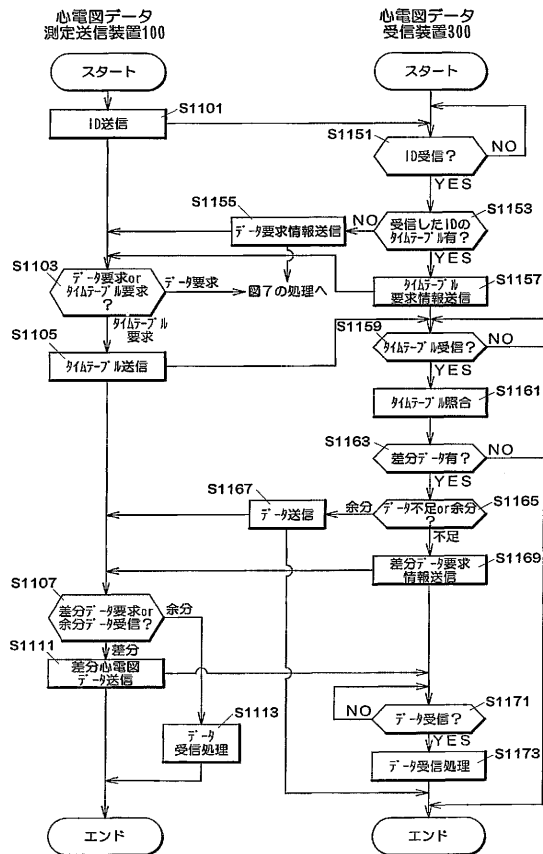 心電図データ
測定送信装置100
心電図データ
受信装置300
スタート
スタート
S1101
ID送信
S1151
ID受信?
NO
YES
S1155
データ要求情報送信
NO
S1153
受信したIDの
タイムテーブル有?
YES
S1103
データ要求or
タイムテーブル要求
?
データ要求
図7の処理へ
タイムテーブル
要求
S1157
タイムテーブル
要求情報送信
S1105
タイムテーブル送信
S1159
タイムテーブル受信?
NO
YES
S1161
タイムテーブル照合
S1163
差分データ有?
NO
YES
S1167
データ送信
余分
S1165
データ不足or余分
?
不足
S1169
差分データ要求
情報送信
S1107
差分データ要求or
余分データ受信?
余分
差分
S1111
差分心電図
データ送信
S1171
NO
データ受信?
YES
S1113
データ
受信処理
S1173
データ受信処理
エンド
エンド